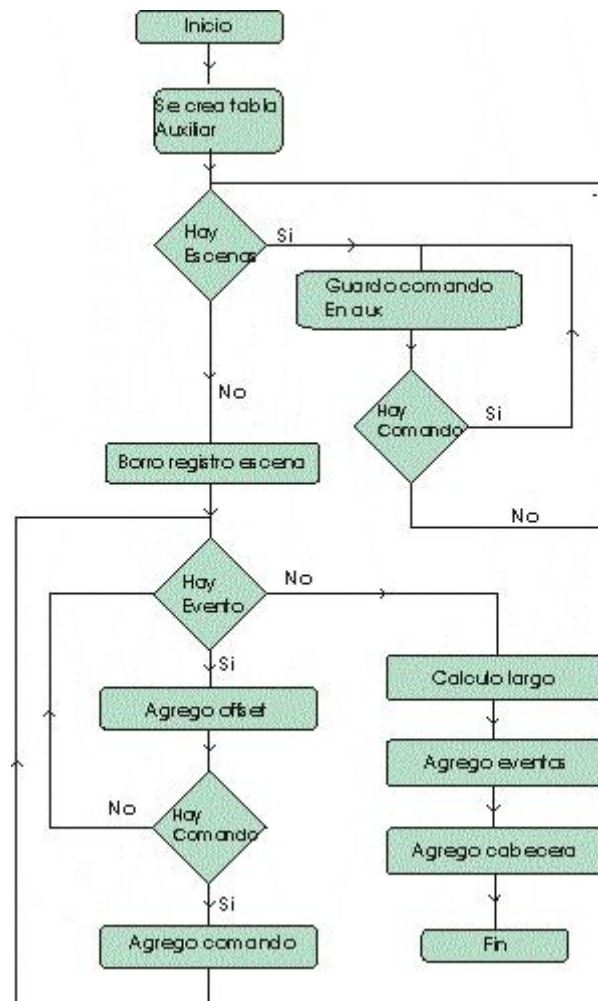 Inicio
Se crea tabla
Auxiliar
Hay
Escenas
Si
Guardo comando
En aux
No
Hay
Comando
Si
Borro registro escena
No
Hay
Evento
No
Si
Calculo largo
Agrego offset
Agrego eventos
No
Hay
Comando
Agrego cabecera
Si
Agrego comando
Fin